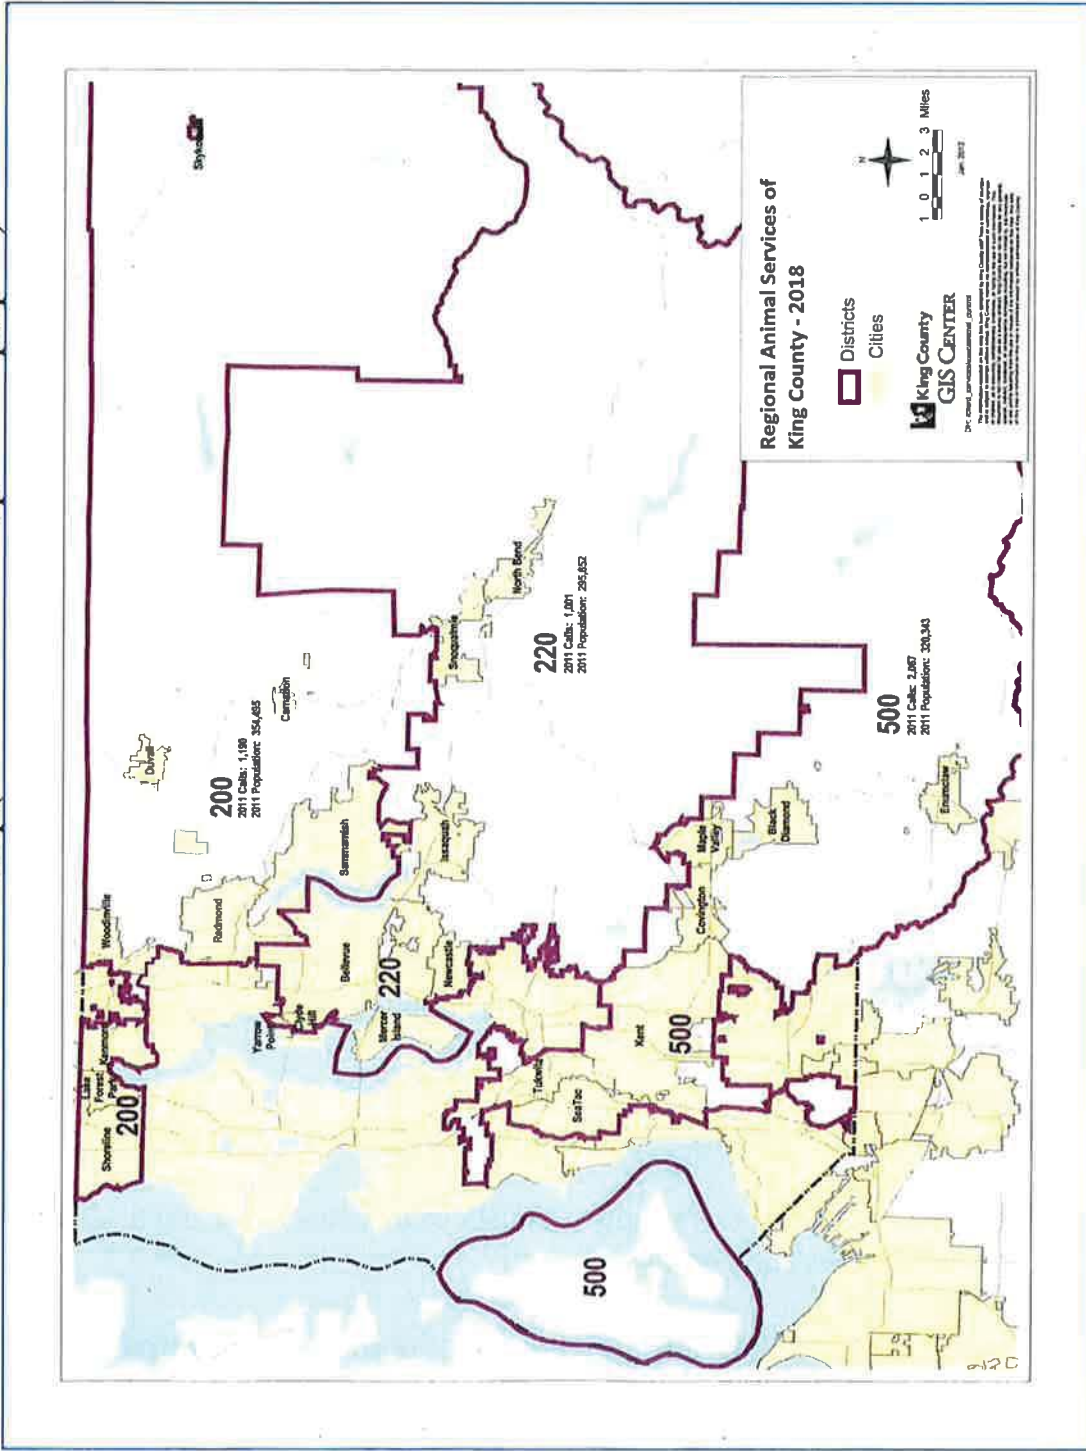 Skykomish
Shoreline
Lake
Forest
Park
Kenmore
Woodinville
200
Duvall
200
2011 Calls: 1,190
2011 Population: 354,495
Carnation
Redmond
Sammamish
Yarrow
Point
Clyde
Hill
Bellevue
220
Mercer
Island
Newcastle
Issaquah
Snoqualmie
North Bend
220
2011 Calls: 1,001
2011 Population: 295,652
Tukwila
SeaTac
Kent
500
Covington
Maple
Valley
Black
Diamond
500
2011 Calls: 2,067
2011 Population: 320,343
Enumclaw
500
Regional Animal Services of
King County - 2018
Districts
Cities
N
King County
GIS CENTER
1 0 1 2 3 Miles
Jan. 2012